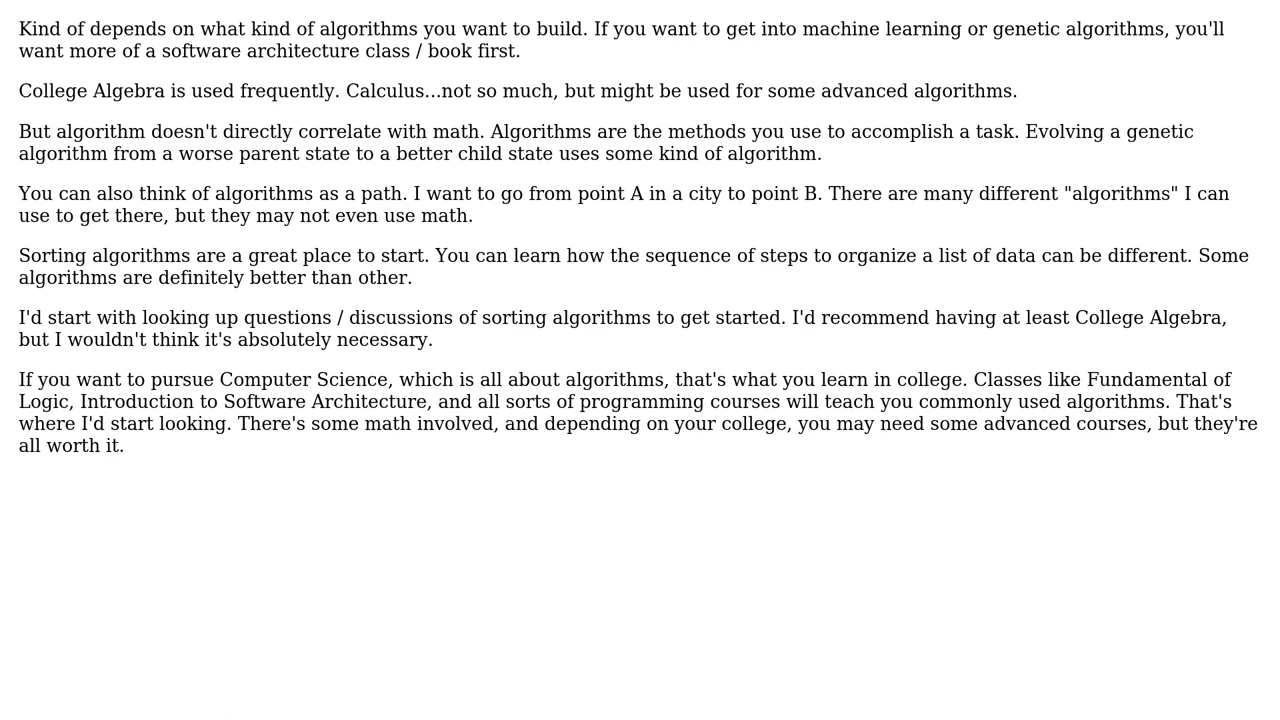 Kind of depends on what kind of algorithms you want to build. If you want to get into machine learning or genetic algorithms, you'll
want more of a software architecture class / book first.
College Algebra is used frequently. Calculus...not so much, but might be used for some advanced algorithms.
But algorithm doesn't directly correlate with math. Algorithms are the methods you use to accomplish a task. Evolving a genetic
algorithm from a worse parent state to a better child state uses some kind of algorithm.
You can also think of algorithms as a path. I want to go from point A in a city to point B. There are many different "algorithms" I can
use to get there, but they may not even use math.
Sorting algorithms are a great place to start. You can learn how the sequence of steps to organize a list of data can be different. Some
algorithms are definitely better than other.
I'd start with looking up questions / discussions of sorting algorithms to get started. I'd recommend having at least College Algebra,
but I wouldn't think it's absolutely necessary.
If you want to pursue Computer Science, which is all about algorithms, that's what you learn in college. Classes like Fundamental of
Logic, Introduction to Software Architecture, and all sorts of programming courses will teach you commonly used algorithms. That's
where I'd start looking. There's some math involved, and depending on your college, you may need some advanced courses, but they're
all worth it.